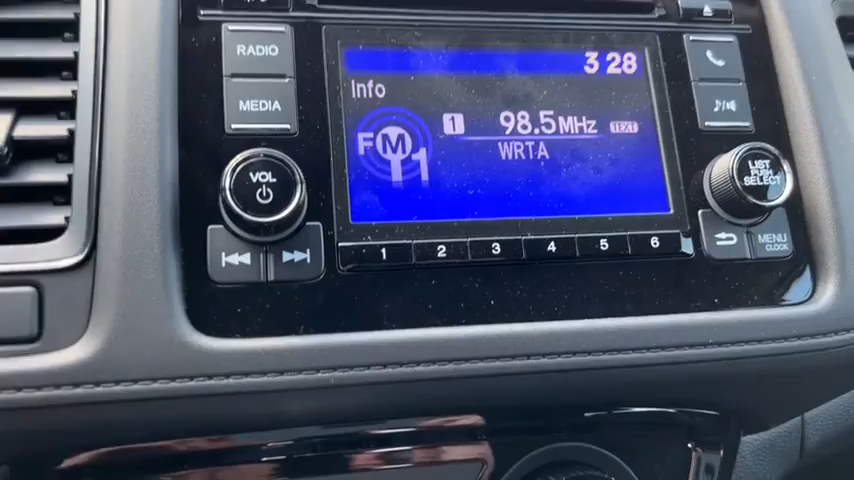 RADIO
MEDIA
VOL
3 28
Info
FM1
1 98.5MHz TEXT
WRTA
1 2 3 4 5 6
LIST
PUSH
SELECT
MENU
CLOCK